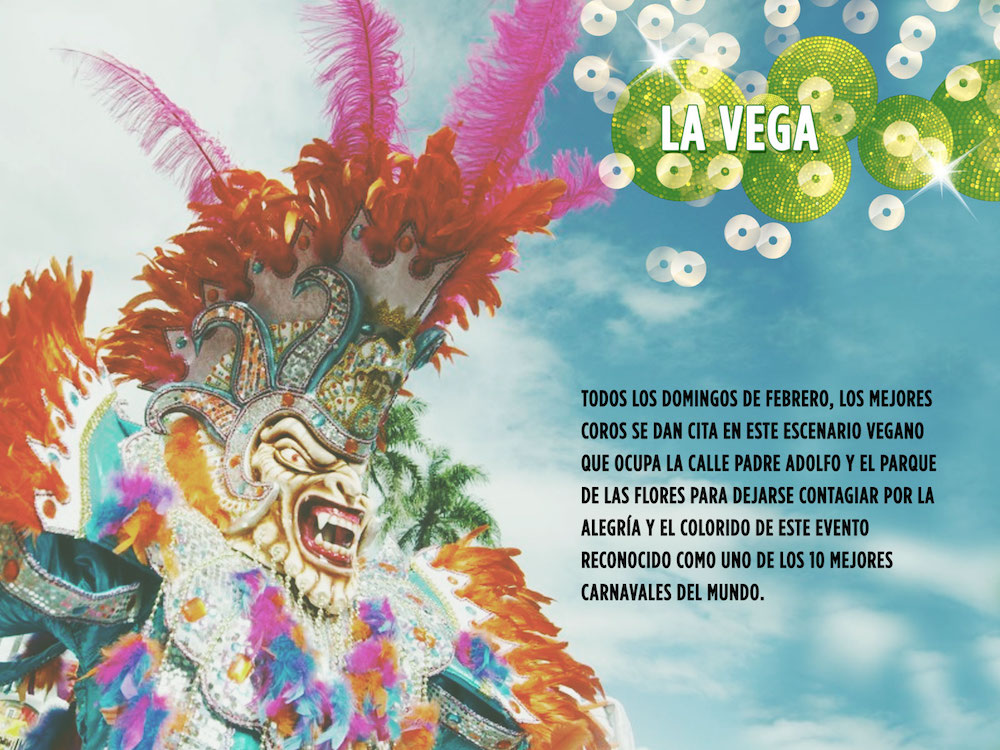 LA VEGA
TODOS LOS DOMINGOS DE FEBRERO, LOS MEJORES
COROS SE DAN CITA EN ESTE ESCENARIO VEGANO
QUE OCUPA LA CALLE PADRE ADOLFO Y EL PARQUE
DE LAS FLORES PARA DEJARSE CONTAGIAR POR LA
ALEGRÍA Y EL COLORIDO DE ESTE EVENTO
RECONOCIDO COMO UNO DE LOS 10 MEJORES
CARNAVALES DEL MUNDO.